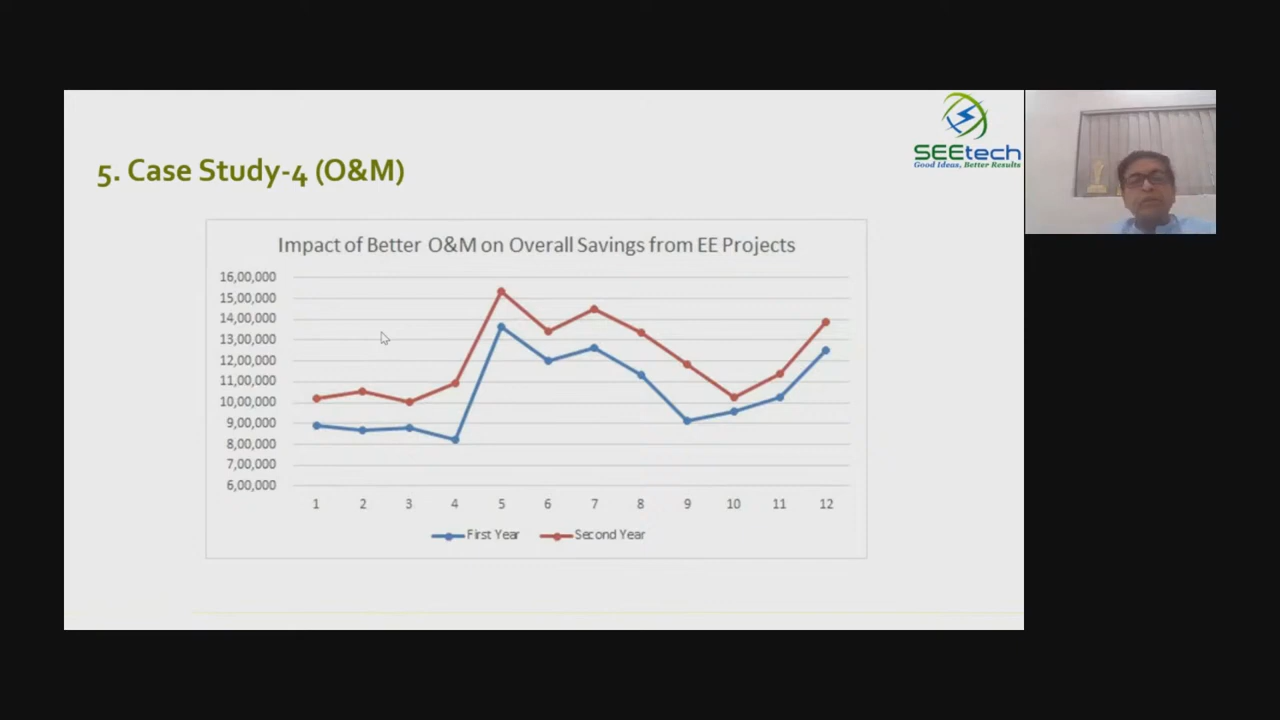 SEEtech
Good Ideas, Better Results
5. Case Study-4 (O&M)
Impact of Better O&M on Overall Savings from EE Projects
16,00,000
15,00,000
14,00,000
13,00,000
12,00,000
11,00,000
10,00,000
9,00,000
8,00,000
7,00,000
6,00,000
1 2 3 4 5 6 7 8 9 10 11 12
First Year Second Year